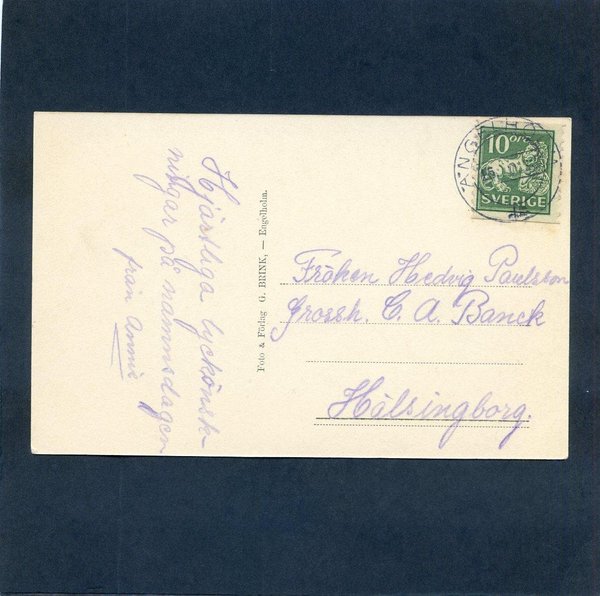 Hjärtliga lyckönsk-
ningar på namnsdagen
från Annie
Foto & Förlag G. BRINK, — Engelholm.
ÄNGELHOLM
10 ÖRE
SVERIGE
Fröken Hedvig Paulsson
Grossh. C. A. Banck
Hälsingborg.